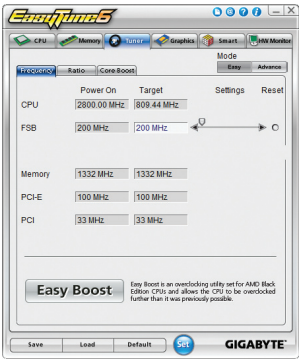 EasyTune6
CPU Memory Tuner Graphics Smart HW Monitor
Mode
Easy Advance
Frequency Ratio Core Boost
Power On Target Settings Reset
CPU 2800.00 MHz 809.44 MHz
FSB 200 MHz 200 MHz
Memory 1332 MHz 1332 MHz
PCI-E 100 MHz 100 MHz
PCI 33 MHz 33 MHz
Easy Boost
Easy Boost is an overclocking utility set for AMD Black
Edition CPUs and allows the CPU to be overclocked
further than it was previously possible.
Save Load Default Set GIGABYTE